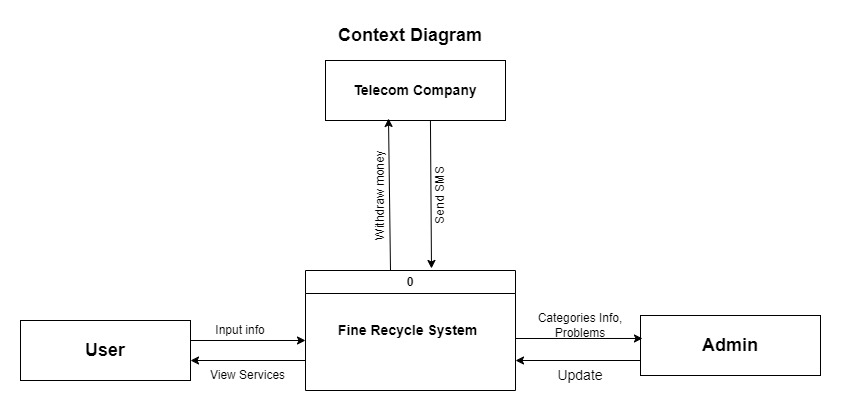 Context Diagram
Telecom Company
Withdraw money
Send SMS
0
Fine Recycle System
User
Input info
View Services
Categories Info,
Problems
Update
Admin